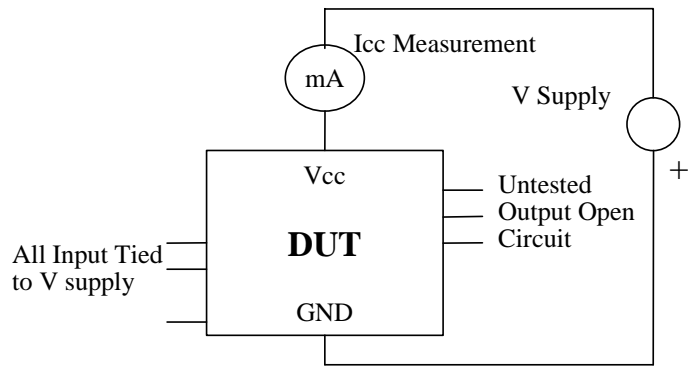 Icc Measurement
mA
V Supply
+
Vcc
Untested
Output Open
Circuit
DUT
All Input Tied
to V supply
GND